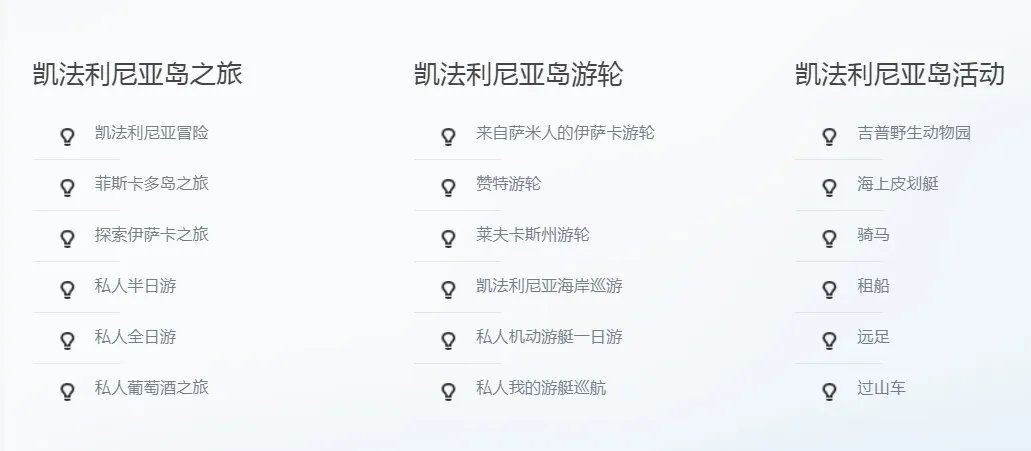 凯法利尼亚岛之旅
凯法利尼亚冒险
菲斯卡多岛之旅
探索伊萨卡之旅
私人半日游
私人全日游
私人葡萄酒之旅
凯法利尼亚岛游轮
来自萨米人的伊萨卡游轮
赞特游轮
莱夫卡斯州游轮
凯法利尼亚海岸巡游
私人机动游艇一日游
私人我的游艇巡航
凯法利尼亚岛活动
吉普野生动物园
海上皮划艇
骑马
租船
远足
过山车